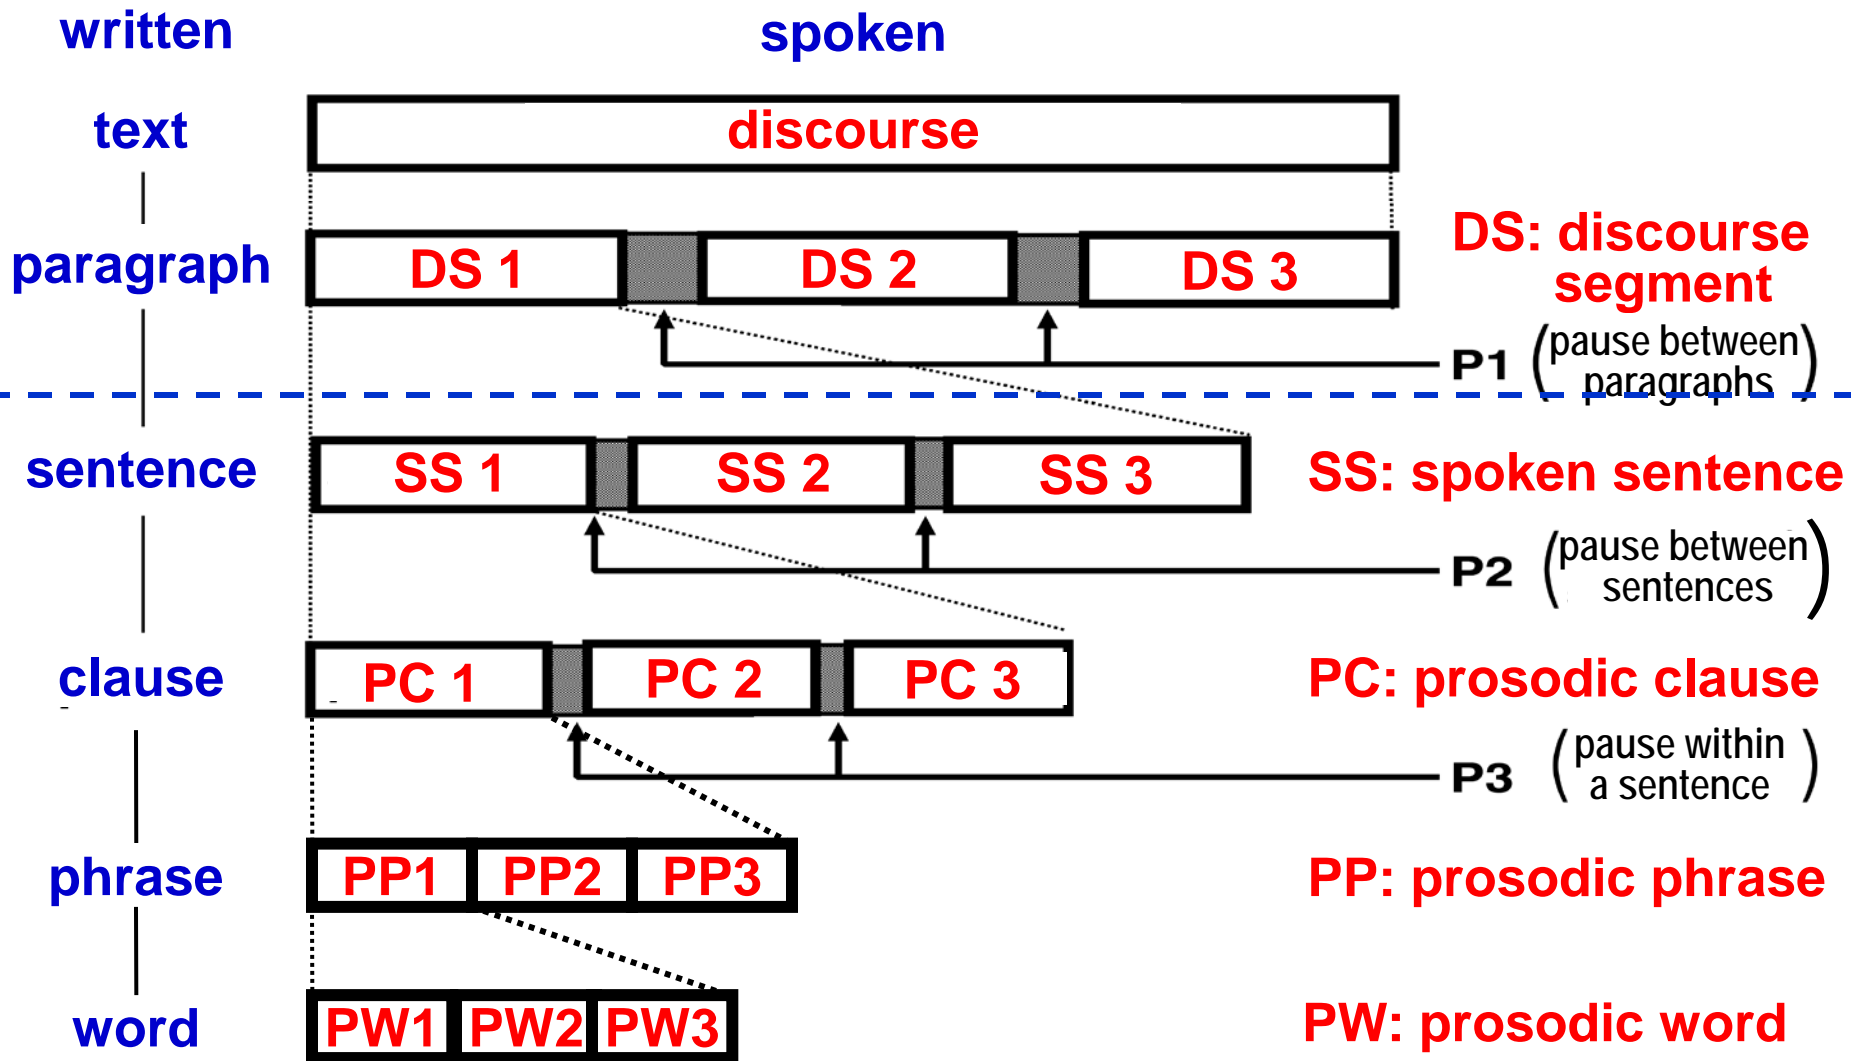 written spoken
text discourse
paragraph DS 1 DS 2 DS 3 DS: discourse
segment
P1 (pause between
paragraphs)
sentence SS 1 SS 2 SS 3 SS: spoken sentence
P2 (pause between
sentences)
clause PC 1 PC 2 PC 3 PC: prosodic clause
P3 (pause within
a sentence)
phrase PP1 PP2 PP3 PP: prosodic phrase
word PW1 PW2 PW3 PW: prosodic word